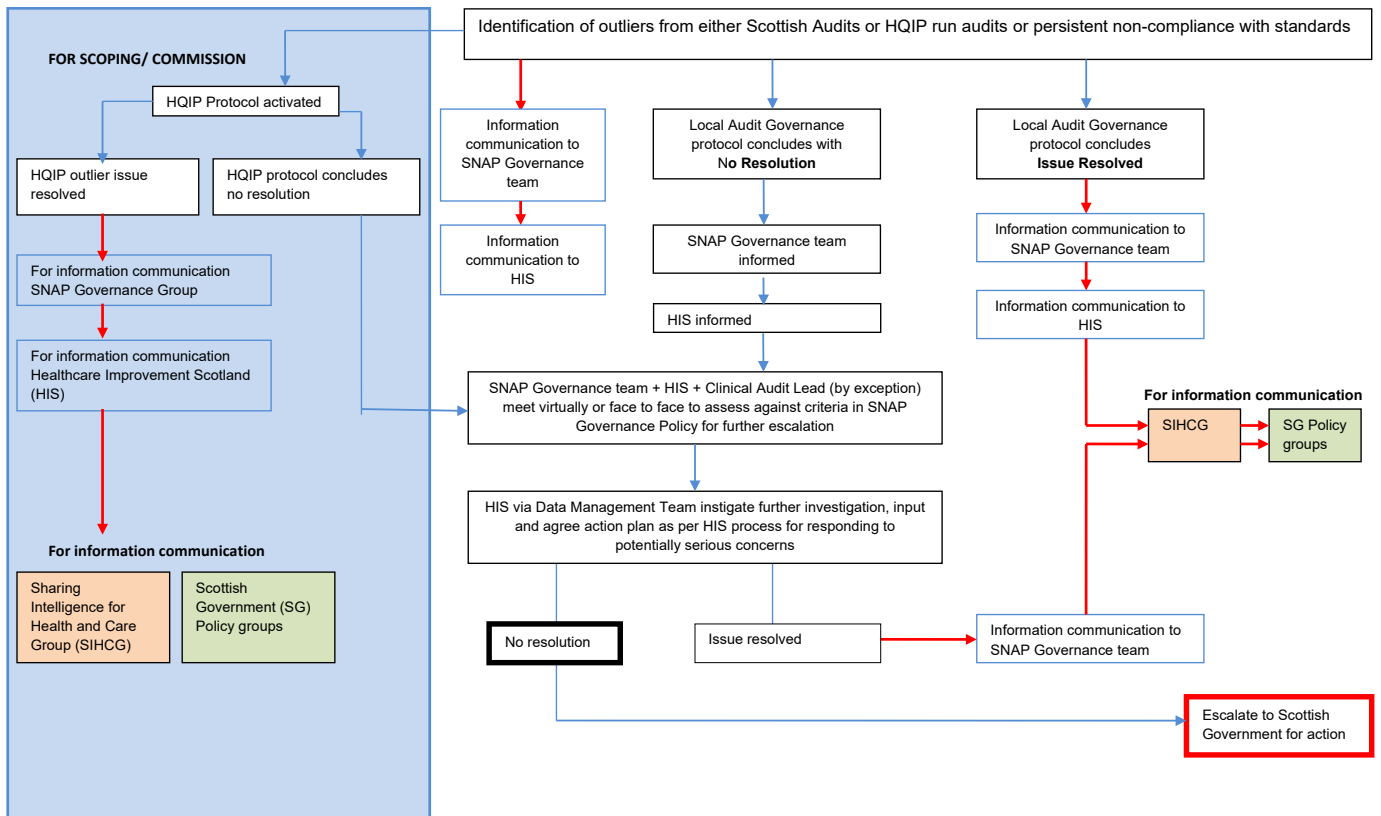 Identification of outliers from either Scottish Audits or HQIP run audits or persistent non-compliance with standards
FOR SCOPING/ COMMISSION
HQIP Protocol activated
HQIP outlier issue
resolved
HQIP protocol concludes
no resolution
For information communication
SNAP Governance Group
For information communication
Healthcare Improvement Scotland
(HIS)
For information communication
Sharing
Intelligence for
Health and Care
Group (SIHCG)
Scottish
Government (SG)
Policy groups
Information
communication to
SNAP Governance
team
Information
communication to
HIS
Local Audit Governance
protocol concludes with
No Resolution
SNAP Governance team
informed
HIS informed
SNAP Governance team + HIS + Clinical Audit Lead (by exception)
meet virtually or face to face to assess against criteria in SNAP
Governance Policy for further escalation
HIS via Data Management Team instigate further investigation, input
and agree action plan as per HIS process for responding to
potentially serious concerns
No resolution
Issue resolved
Local Audit Governance
protocol concludes
Issue Resolved
Information communication to
SNAP Governance team
Information communication to
HIS
For information communication
SIHCG
SG Policy
groups
Information communication to
SNAP Governance team
Escalate to Scottish
Government for action